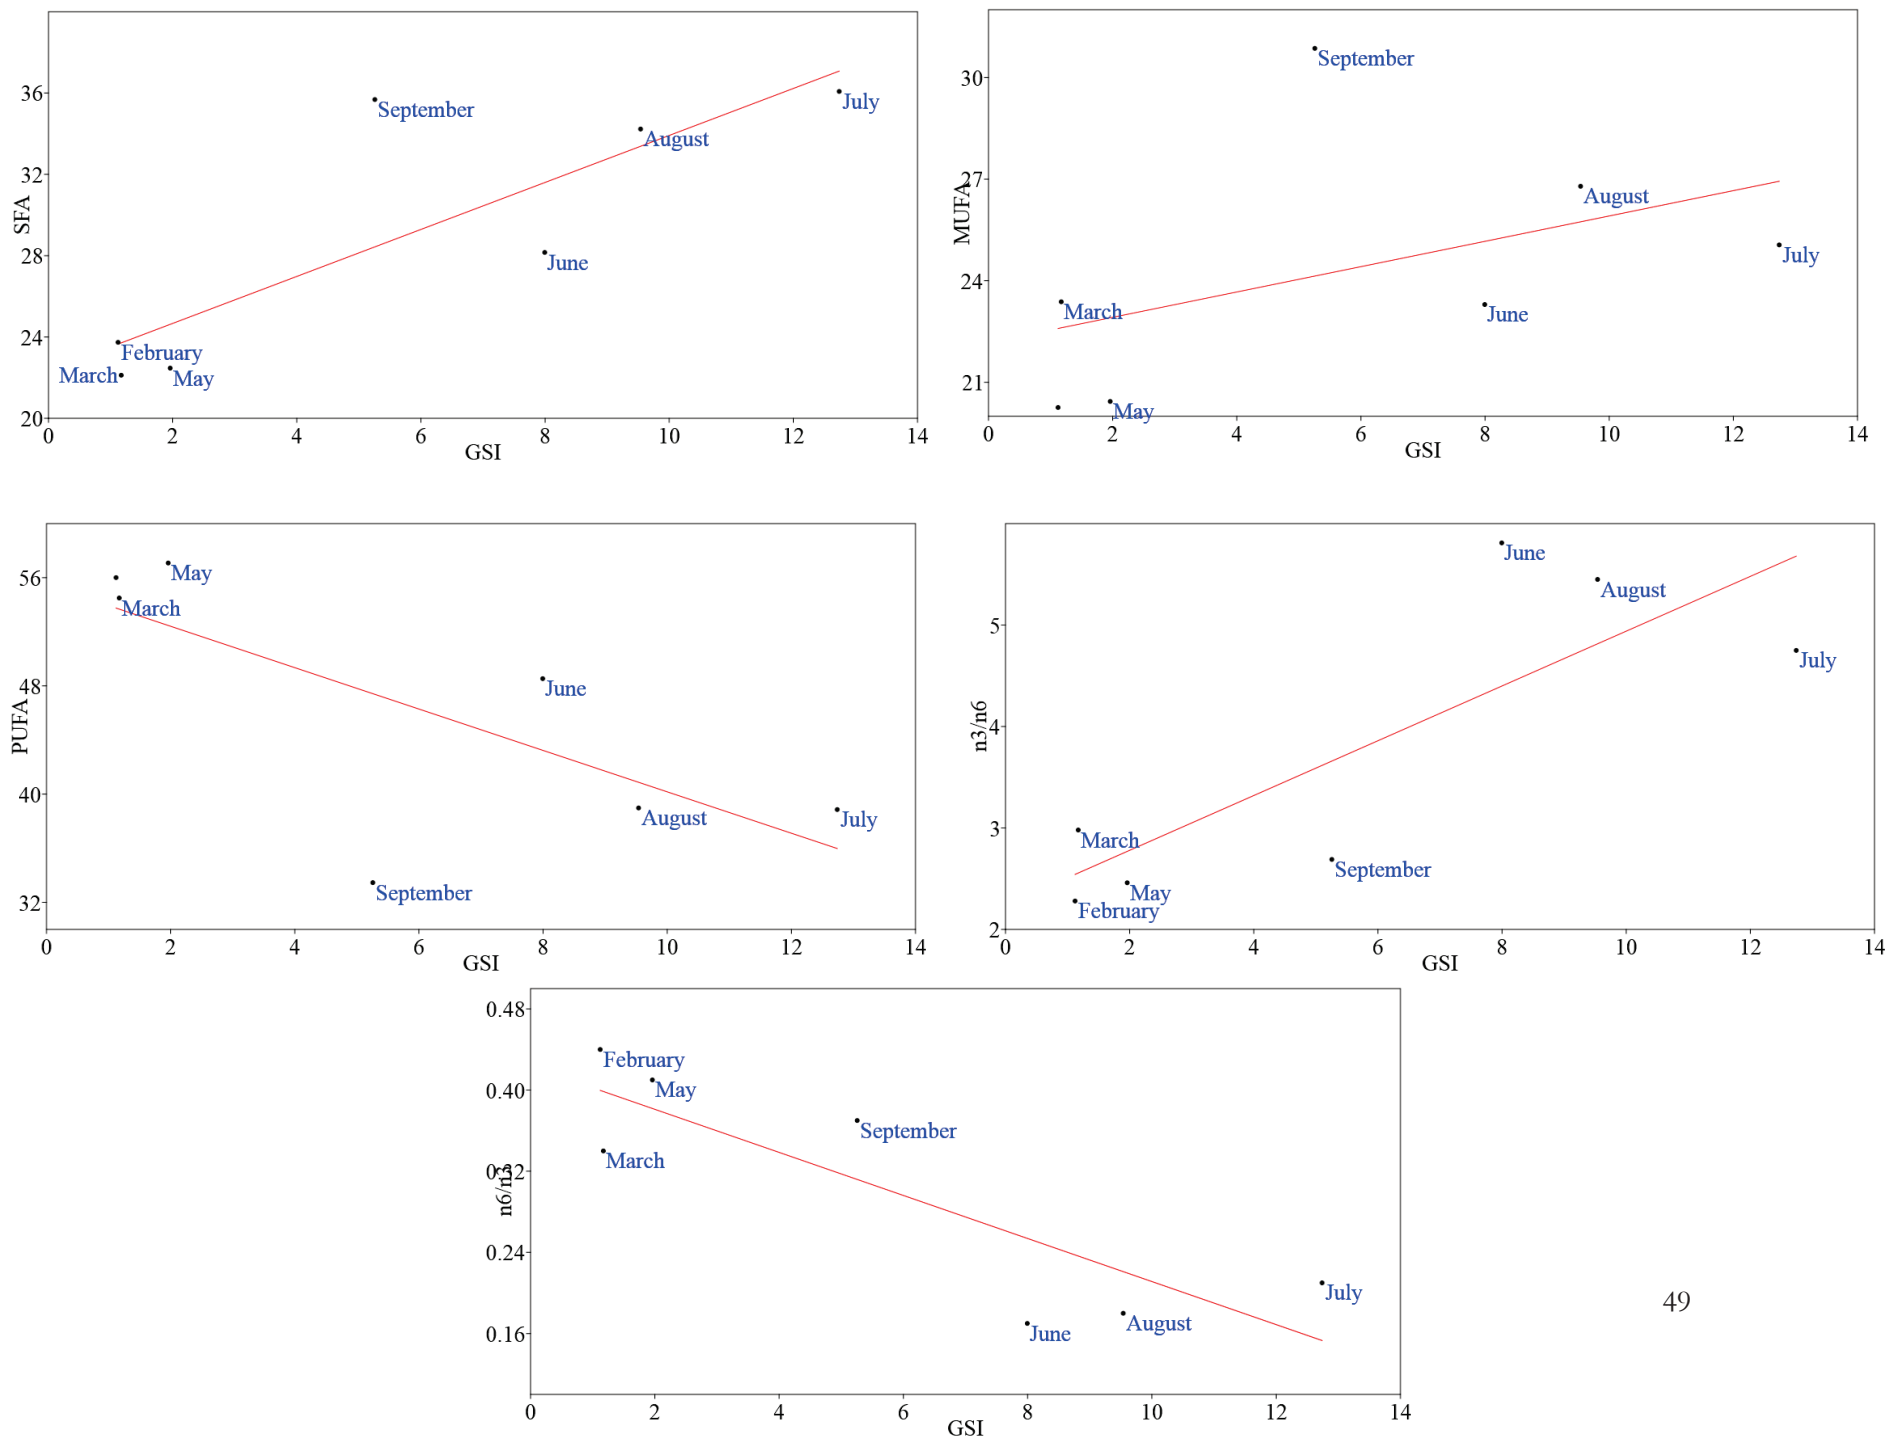 36
32
28
24
20
SFA
September
July
August
June
February
March
May
0 2 4 6 8 10 12 14
GSI
30
27
24
21
MUFA
September
August
July
March
June
May
0 2 4 6 8 10 12 14
GSI
56
48
40
32
PUFA
May
March
June
August
July
September
0 2 4 6 8 10 12 14
GSI
5
4
3
2
n3/n6
June
August
July
March
September
May
February
0 2 4 6 8 10 12 14
GSI
0.48
0.40
0.32
0.24
0.16
n6/n3
February
May
September
March
July
August
June
0 2 4 6 8 10 12 14
GSI
49